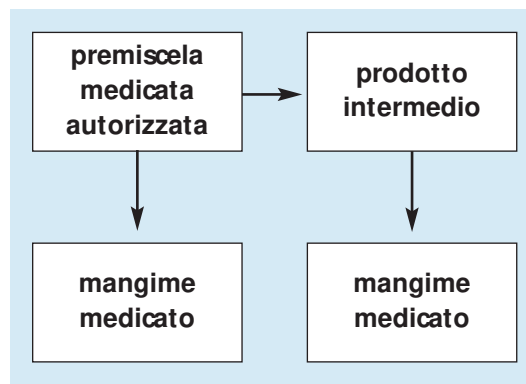 premiscela
medicata
autorizzata
prodotto
intermedio
mangime
medicato
mangime
medicato